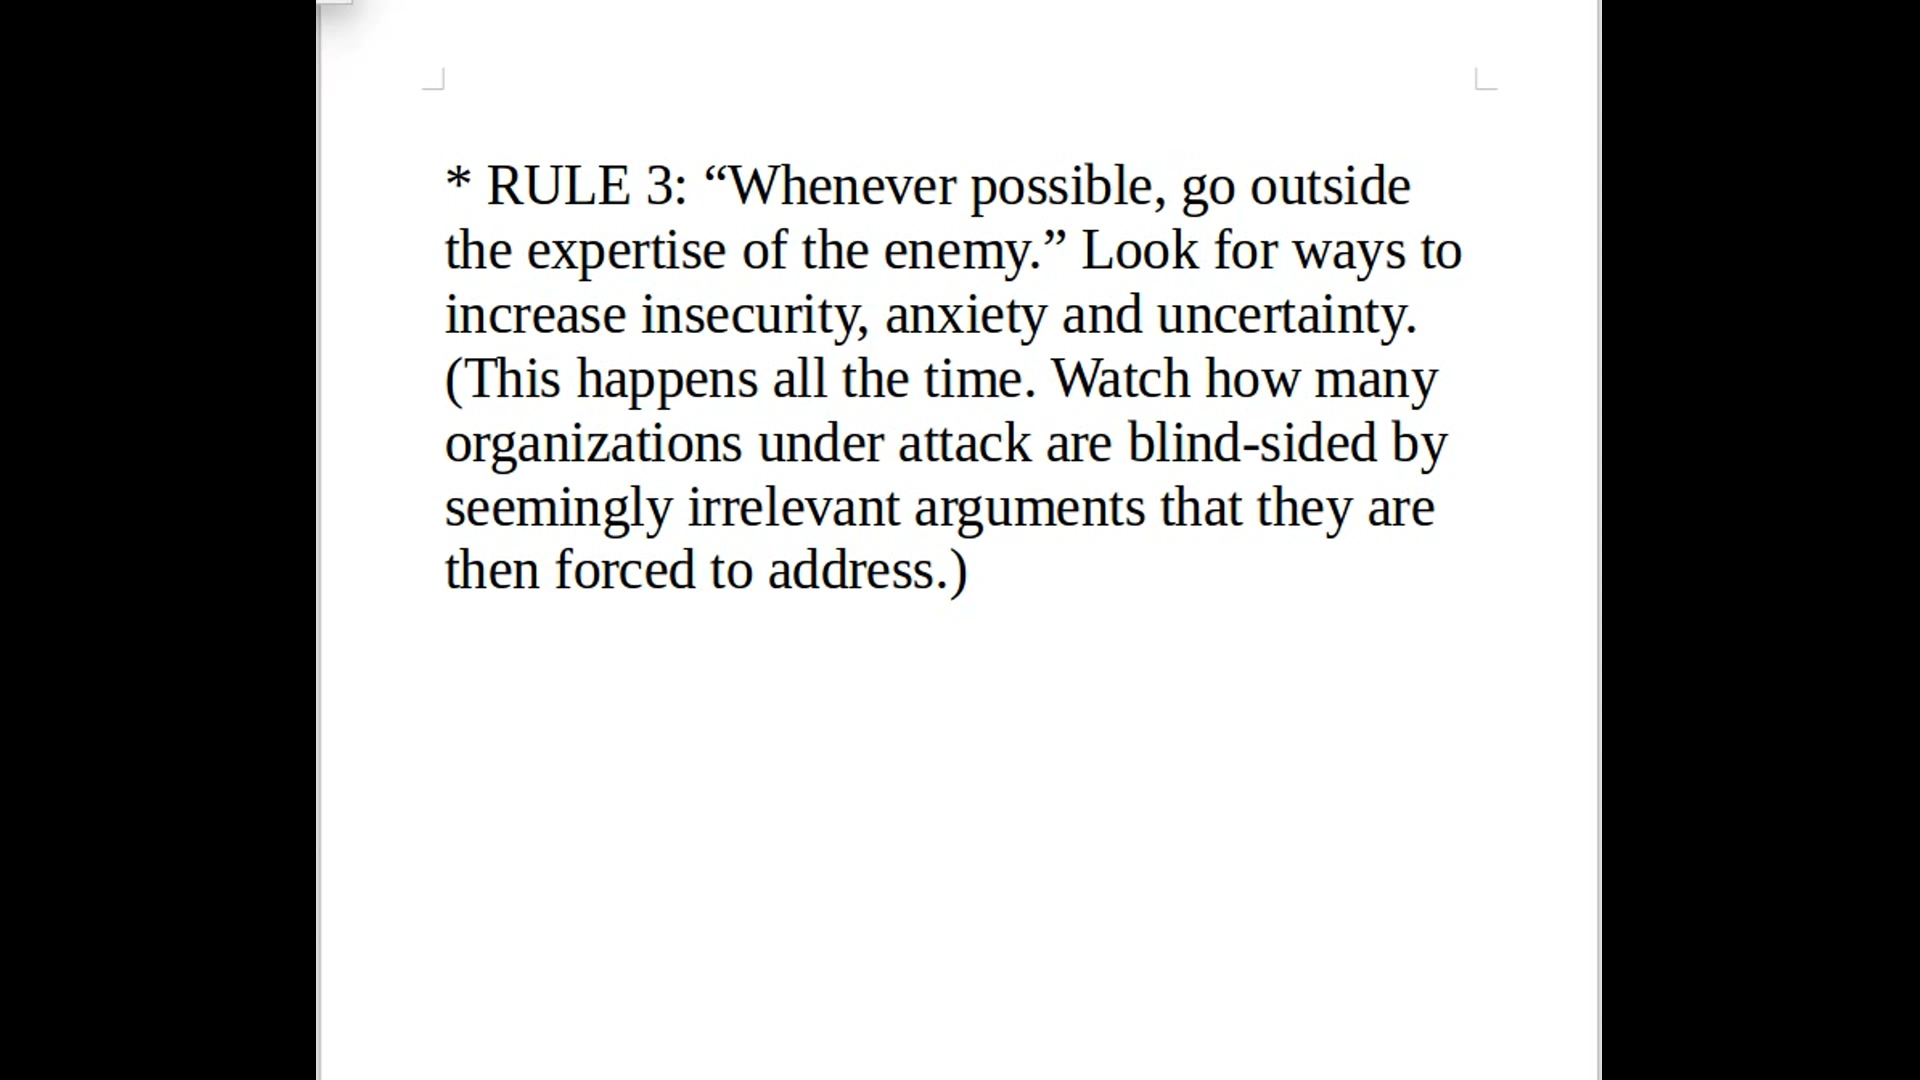 * RULE 3: “Whenever possible, go outside
the expertise of the enemy.” Look for ways to
increase insecurity, anxiety and uncertainty.
(This happens all the time. Watch how many
organizations under attack are blind-sided by
seemingly irrelevant arguments that they are
then forced to address.)